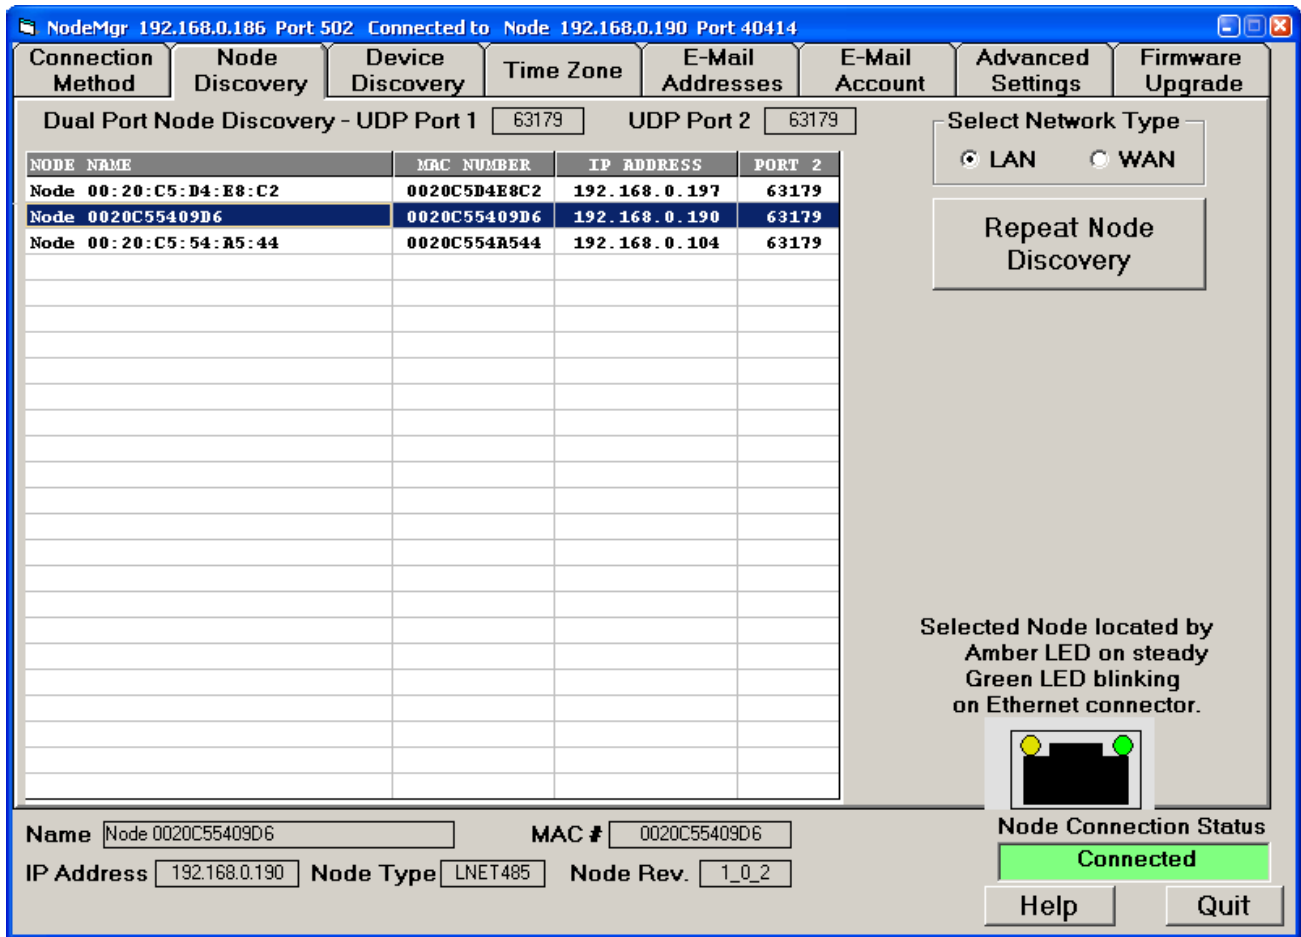 NodeMgr 192.168.0.186 Port 502 Connected to Node 192.168.0.190 Port 40414
Connection Method
Node Discovery
Device Discovery
Time Zone
E-Mail Addresses
E-Mail Account
Advanced Settings
Firmware Upgrade
Dual Port Node Discovery - UDP Port 1 63179 UDP Port 2 63179
Select Network Type
LAN WAN
NODE NAME MAC NUMBER IP ADDRESS PORT 2
Node 00:20:C5:D4:E8:C2 0020C5D4E8C2 192.168.0.197 63179
Node 0020C55409D6 0020C55409D6 192.168.0.190 63179
Node 00:20:C5:54:A5:44 0020C554A544 192.168.0.104 63179
Repeat Node
Discovery
Selected Node located by
Amber LED on steady
Green LED blinking
on Ethernet connector.
Name Node 0020C55409D6 MAC # 0020C55409D6
IP Address 192.168.0.190 Node Type LNET485 Node Rev. 1_0_2
Node Connection Status
Connected
Help Quit